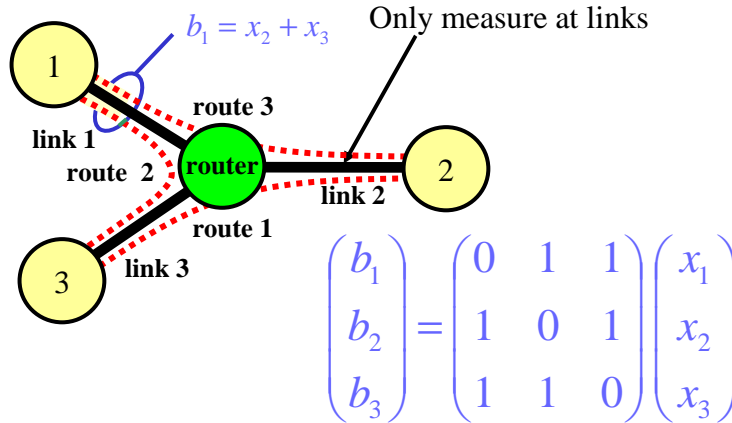 b₁ = x₂ + x₃
Only measure at links
1
route 3
link 1
route 2
router
2
link 2
route 1
link 3
3
(b₁) = (0 1 1) (x₁)
(b₂) = (1 0 1) (x₂)
(b₃) = (1 1 0) (x₃)